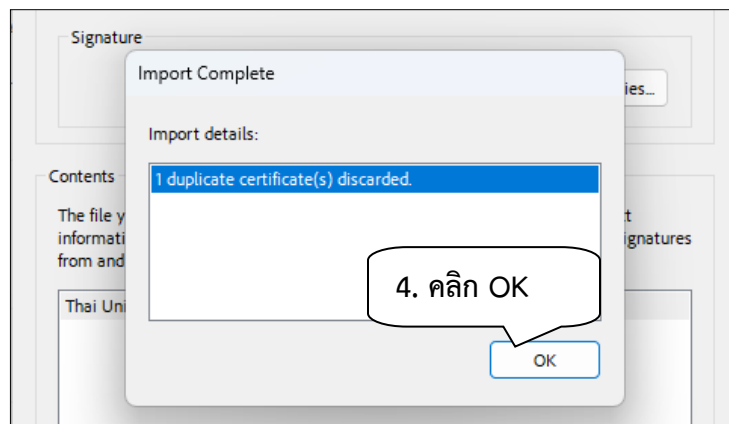 Signature
Import Complete
ies...
Import details:
1 duplicate certificate(s) discarded.
Contents
The file y
t
informati
ignatures
from and
4. คลิก OK
Thai Uni
OK